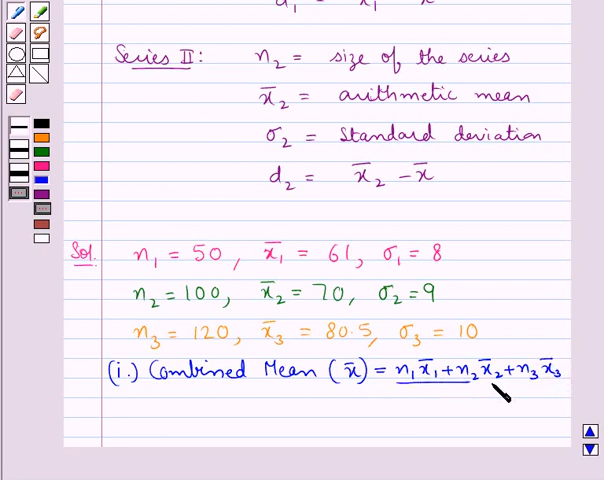 d₁ = x̄₁ - x̄
Series II : n₂ = size of the series
x̄₂ = arithmetic mean
σ₂ = Standard deviation
d₂ = x̄₂ - x̄
Sol. n₁ = 50 , x̄₁ = 61 , σ₁ = 8
n₂ = 100, x̄₂ = 70, σ₂ = 9
n₃ = 120, x̄₃ = 80.5, σ₃ = 10
(i.) Combined Mean (x̄) = n₁x̄₁ + n₂x̄₂ + n₃x̄₃